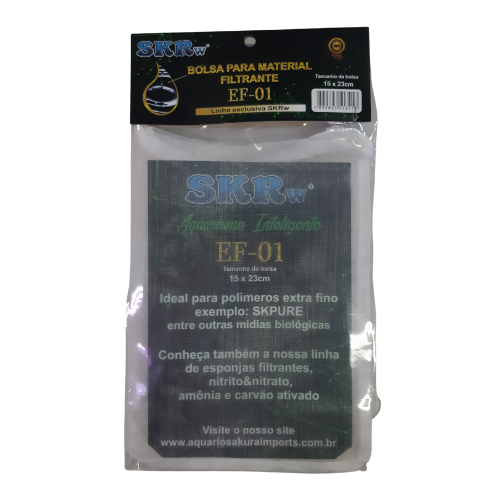 SKRw®
BOLSA PARA MATERIAL
FILTRANTE
EF-01
Linha exclusiva SKRw
Tamanho de bolsa
15 x 23cm
SKRw®
Aquarismo Inteligente
EF-01
Tamanho de bolsa
15 x 23cm
Ideal para polimeros extra fino
exemplo: SKPURE
entre outras mídias biológicas
Conheça também a nossa linha
de esponjas filtrantes,
nitrito&nitrato,
amônia e carvão ativado
Visite o nosso site
www.aquariosakuraimports.com.br